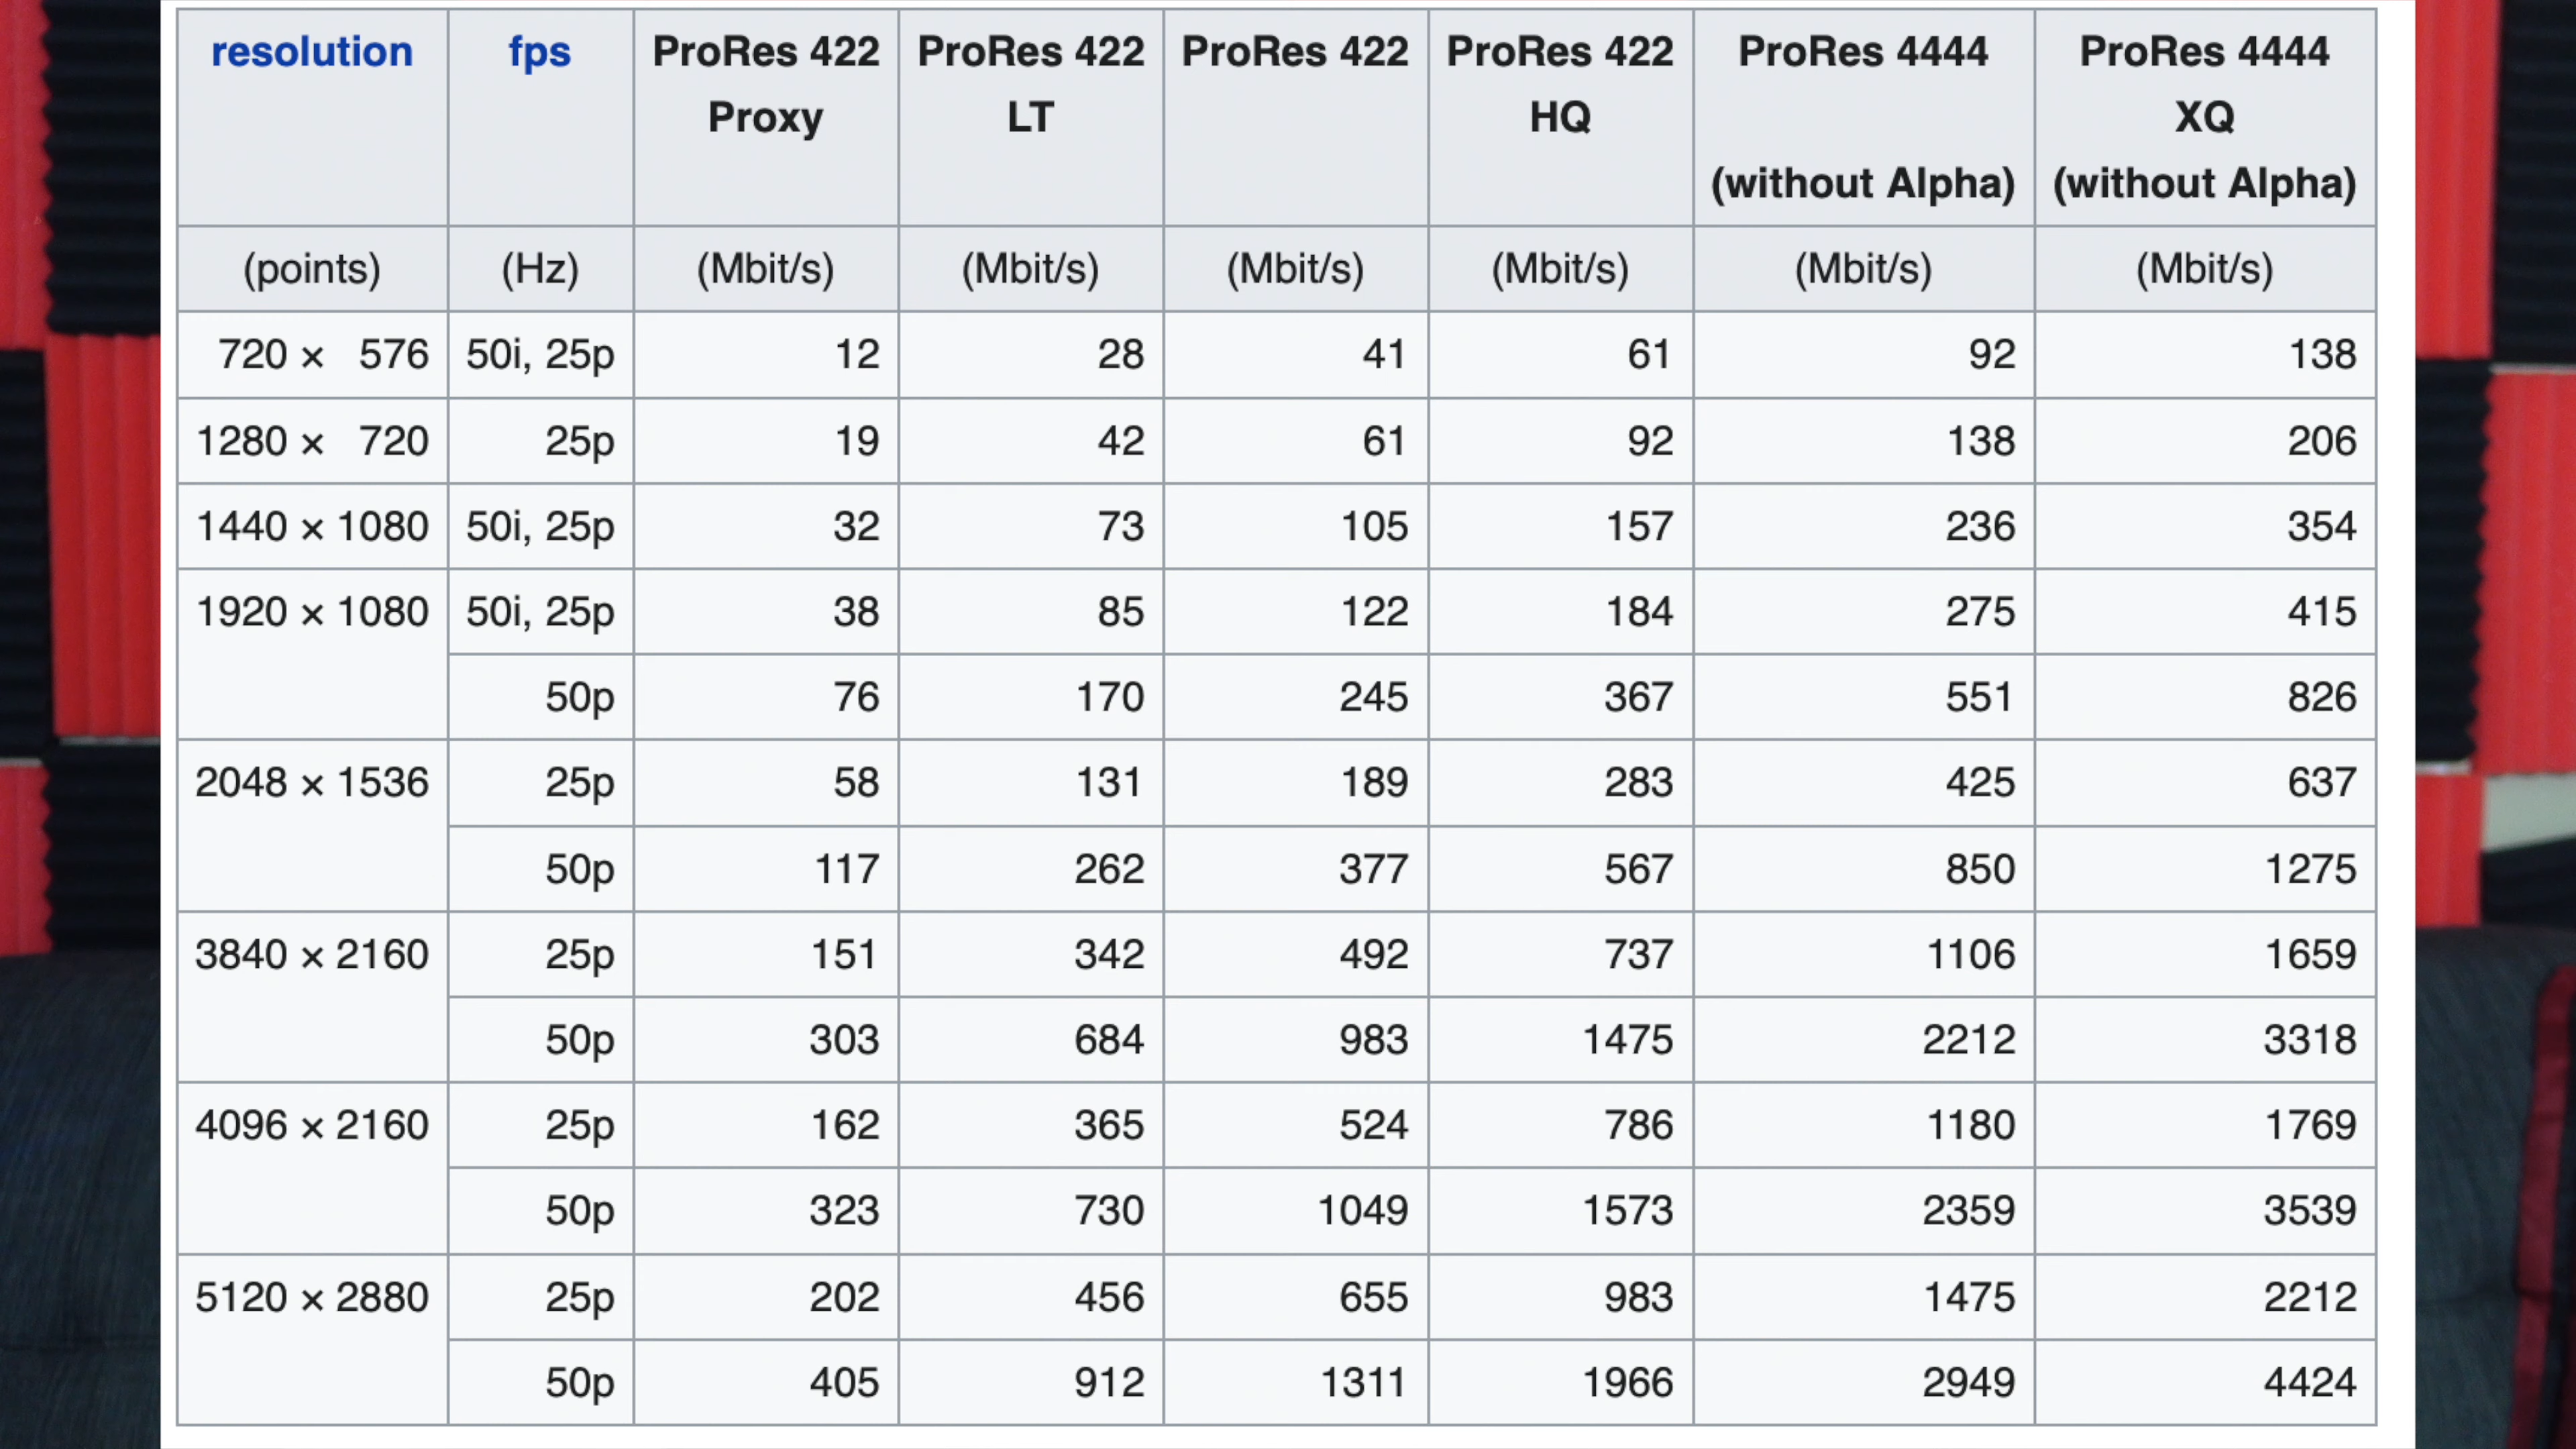 resolution fps ProRes 422 ProRes 422 ProRes 422 ProRes 422 ProRes 4444 ProRes 4444
Proxy LT HQ XQ
(without Alpha) (without Alpha)
(points) (Hz) (Mbit/s) (Mbit/s) (Mbit/s) (Mbit/s) (Mbit/s) (Mbit/s)
720 × 576 50i, 25p 12 28 41 61 92 138
1280 × 720 25p 19 42 61 92 138 206
1440 × 1080 50i, 25p 32 73 105 157 236 354
1920 × 1080 50i, 25p 38 85 122 184 275 415
50p 76 170 245 367 551 826
2048 × 1536 25p 58 131 189 283 425 637
50p 117 262 377 567 850 1275
3840 × 2160 25p 151 342 492 737 1106 1659
50p 303 684 983 1475 2212 3318
4096 × 2160 25p 162 365 524 786 1180 1769
50p 323 730 1049 1573 2359 3539
5120 × 2880 25p 202 456 655 983 1475 2212
50p 405 912 1311 1966 2949 4424